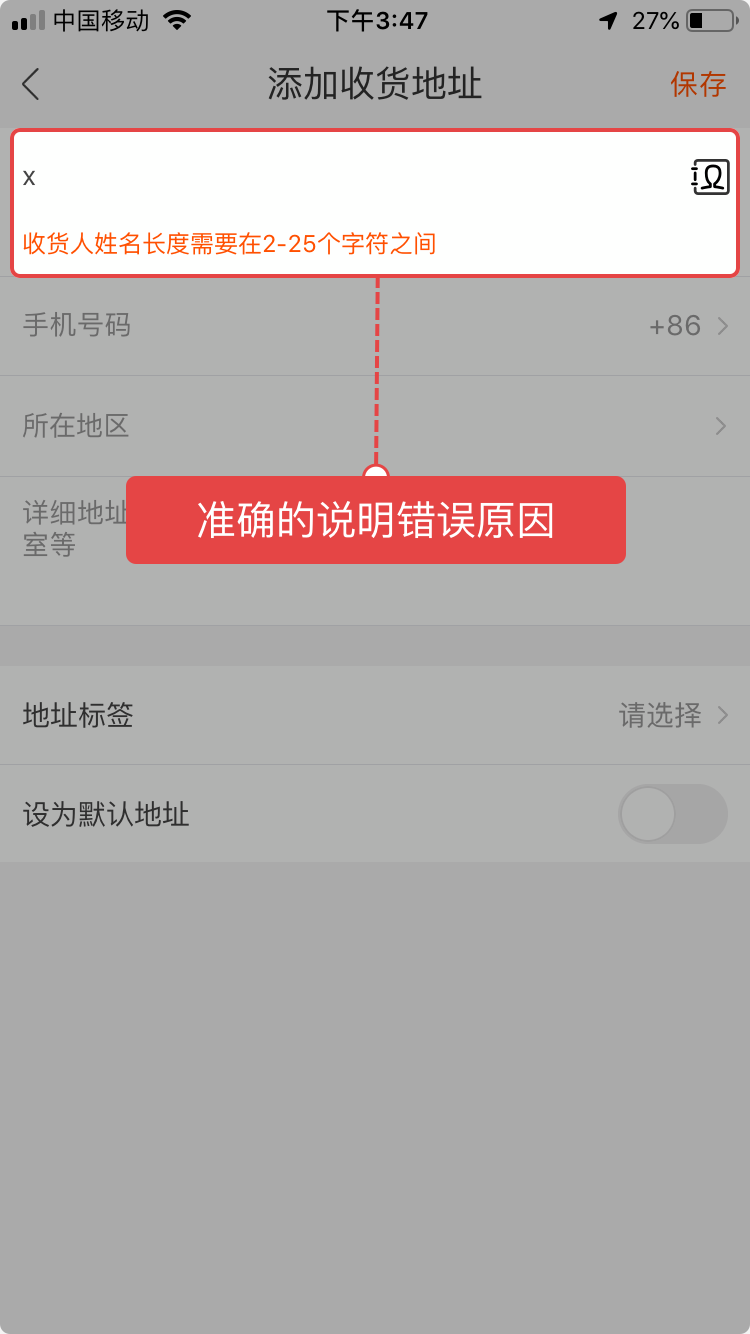 中国移动 下午3:47 27%
添加收货地址 保存
x
收货人姓名长度需要在2-25个字符之间
手机号码 +86
所在地区
详细地址
室等
准确的说明错误原因
地址标签 请选择
设为默认地址